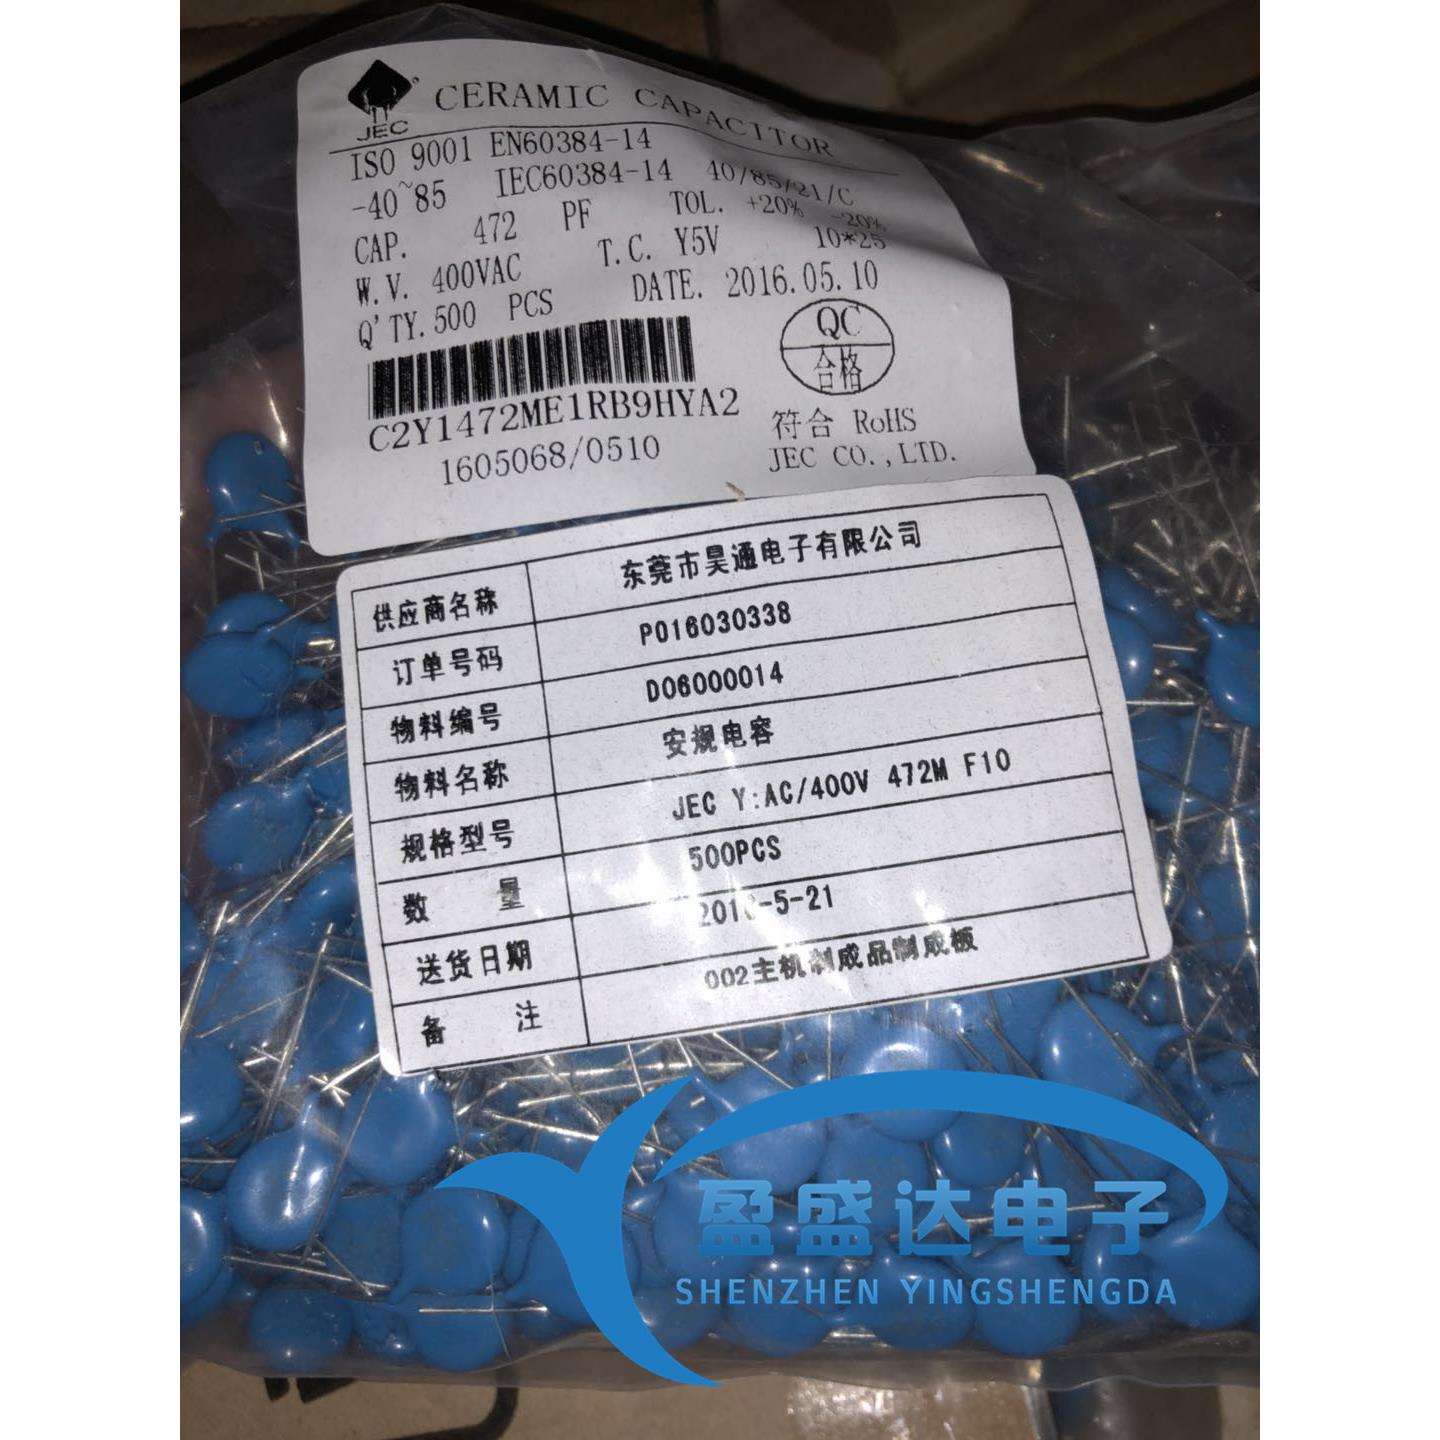 JEC
CERAMIC CAPACITOR
ISO 9001 EN60384-14
-40~85 IEC60384-14 40/85/21/C
CAP. 472 PF TOL. +20% -20%
W.V. 400VAC T.C. Y5V 10*25
Q'TY. 500 PCS DATE. 2016.05.10
QC
合格
C2Y1472ME1RB9HYA2
1605068/0510
符合 RoHS
JEC CO.,LTD.
供应商名称 东莞市昊通电子有限公司
订单号码 P016030338
物料编号 D06000014
物料名称 安规电容
规格型号 JEC Y:AC/400V 472M F10
数量 500PCS
送货日期 2016-5-21
备注 002主机制成品制成板
盈盛达电子
SHENZHEN YINGSHENGDA